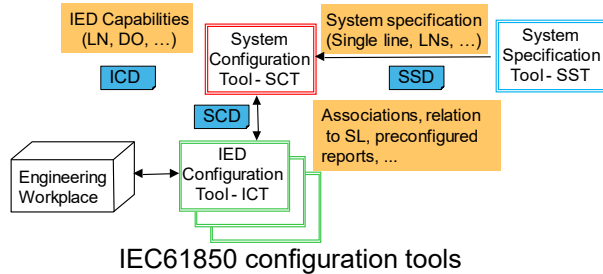 IED Capabilities
(LN, DO, …)
System
Configuration
Tool - SCT
System specification
(Single line, LNs, …)
System
Specification
Tool - SST
ICD
SSD
SCD
Associations, relation
to SL, preconfigured
reports, ...
IED
Configuration
Tool - ICT
Engineering
Workplace
IEC61850 configuration tools